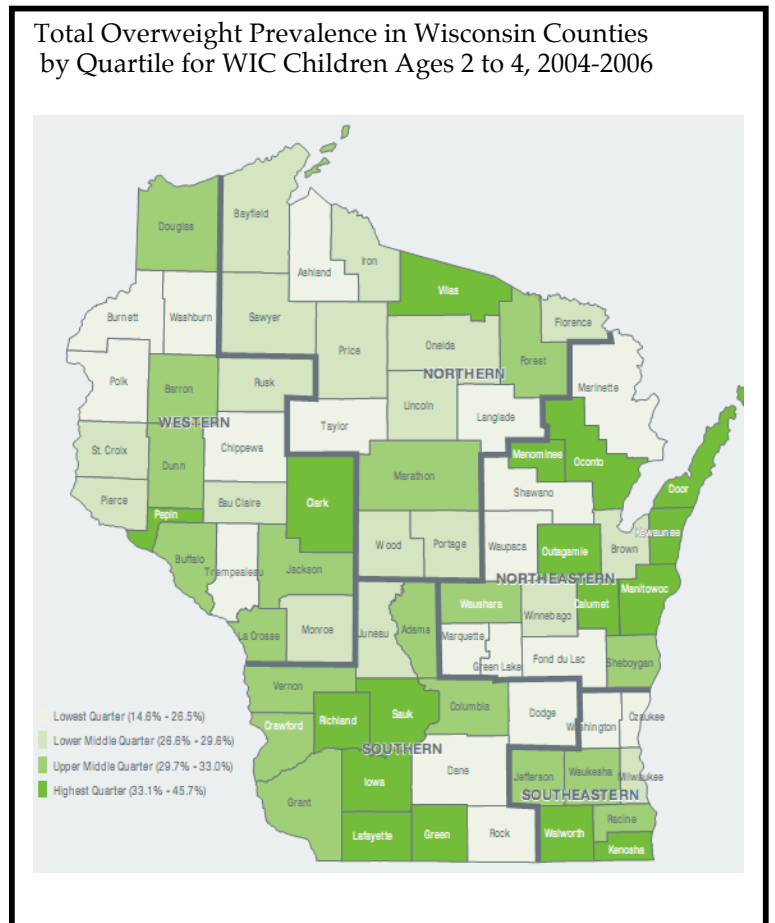 Total Overweight Prevalence in Wisconsin Counties
by Quartile for WIC Children Ages 2 to 4, 2004-2006
Douglas
Bayfield
Ashland
Iron
Vilas
Burnett
Washburn
Sawyer
Price
Oneida
Florence
Forest
NORTHERN
Marinette
Polk
Barron
Rusk
WESTERN
Taylor
Lincoln
Langlade
St. Croix
Dunn
Chippewa
Marathon
Menominee
Oconto
Door
Pierce
Pepin
Eau Claire
Clark
Shawano
Wood
Portage
Waupaca
Outagamie
Brown
Kewaunee
Buffalo
Trempealeau
Jackson
NORTHEASTERN
Manitowoc
Calumet
Waushara
Winnebago
La Crosse
Monroe
Juneau
Adams
Marquette
Green Lake
Fond du Lac
Sheboygan
Vernon
Crawford
Richland
Sauk
Columbia
Dodge
Washington
Ozaukee
SOUTHERN
Iowa
Dane
Jefferson
Waukesha
Milwaukee
SOUTHEASTERN
Grant
Lafayette
Green
Rock
Walworth
Racine
Kenosha
Lowest Quarter (14.6% - 26.5%)
Lower Middle Quarter (26.6% - 29.6%)
Upper Middle Quarter (29.7% - 33.0%)
Highest Quarter (33.1% - 45.7%)